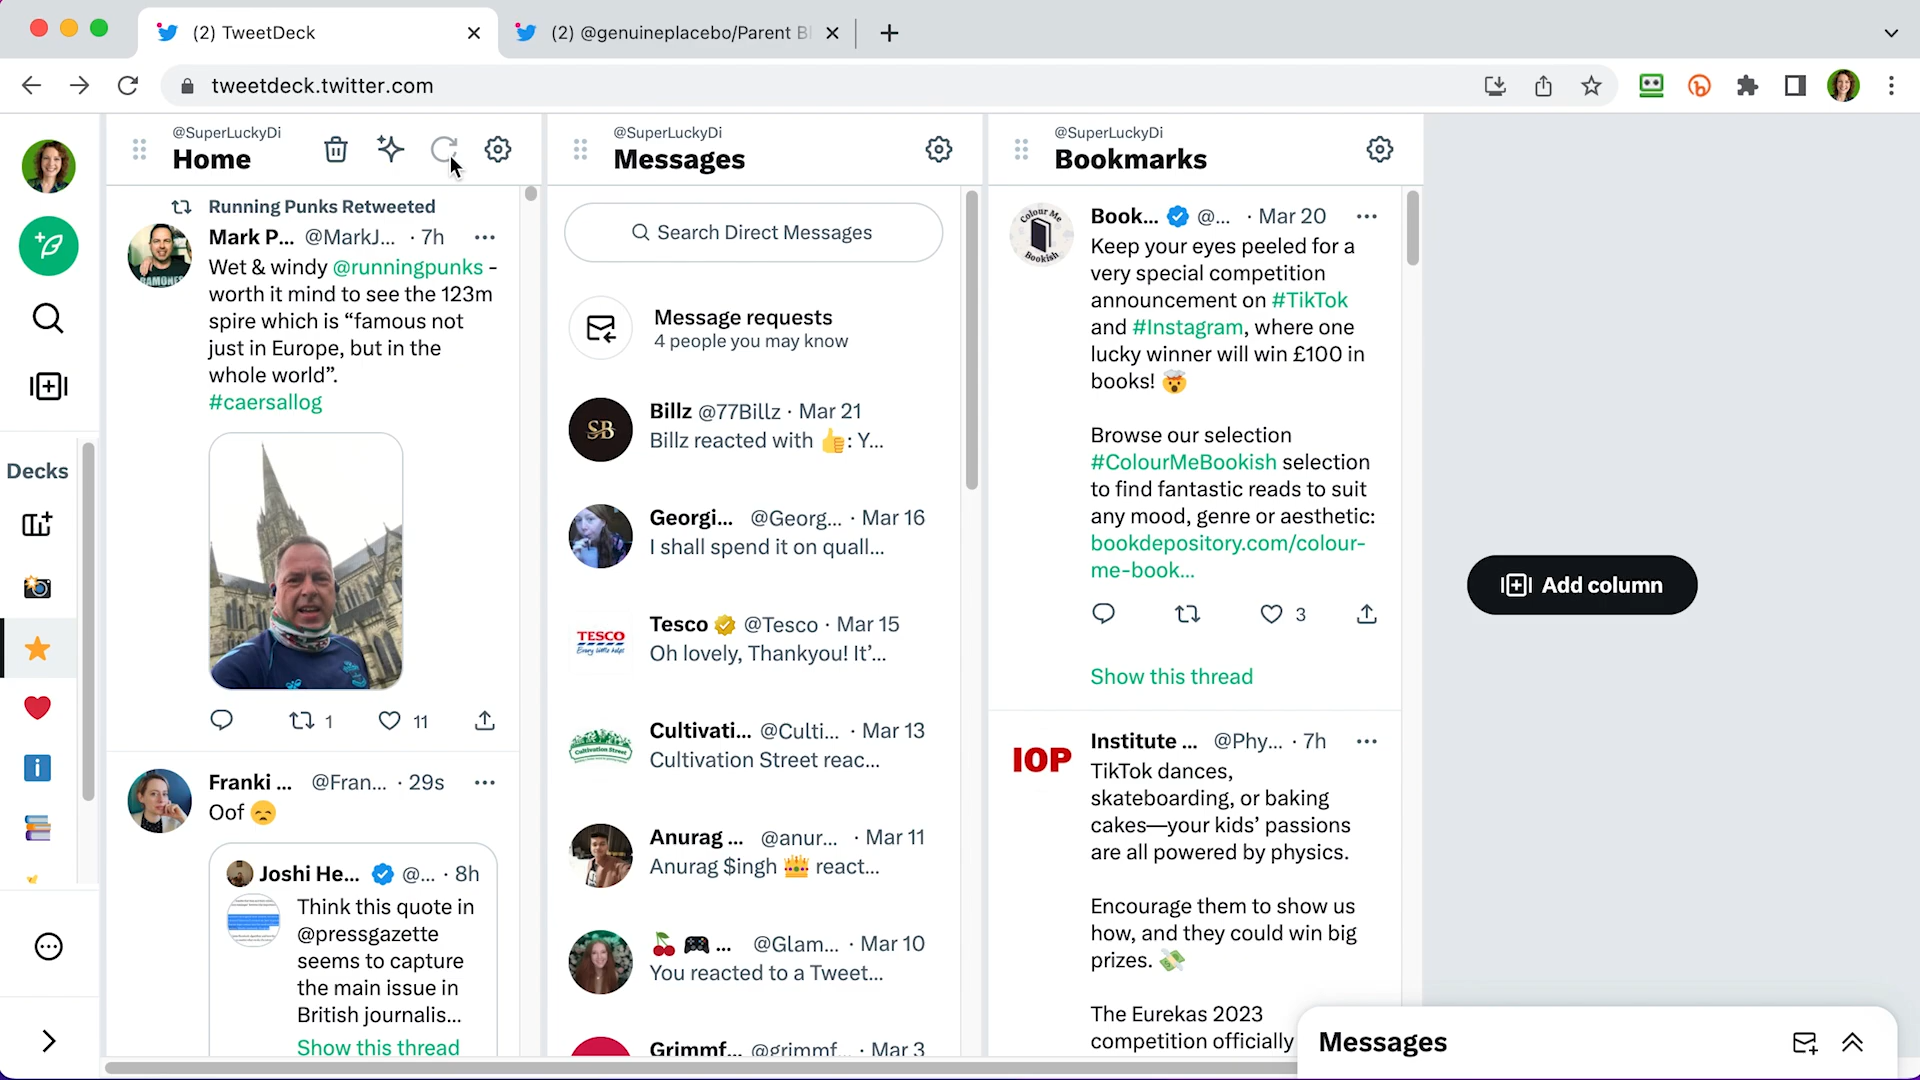 (2) TweetDeck
(2) @genuineplacebo/Parent B
tweetdeck.twitter.com
@SuperLuckyDi
Home
Running Punks Retweeted
Mark P... @MarkJ... · 7h
Wet & windy @runningpunks -
worth it mind to see the 123m
spire which is “famous not
just in Europe, but in the
whole world”.
#caersallog
1
11
Franki ... @Fran... · 29s
Oof 😞
Joshi He... @... · 8h
Think this quote in
@pressgazette
seems to capture
the main issue in
British journalis...
Show this thread
Decks
@SuperLuckyDi
Messages
Search Direct Messages
Message requests
4 people you may know
SB
Billz @77Billz · Mar 21
Billz reacted with 👍: Y...
Georgi... @Georg... · Mar 16
I shall spend it on quall...
TESCO
Every little helps
Tesco @Tesco · Mar 15
Oh lovely, Thankyou! It’...
Cultivation Street
Cultivati... @Culti... · Mar 13
Cultivation Street reac...
Anurag ... @anur... · Mar 11
Anurag $ingh 👑 react...
🍒 🎮 ... @Glam... · Mar 10
You reacted to a Tweet...
Grimmf... @grimmf... · Mar 3
@SuperLuckyDi
Bookmarks
Colour Me
Bookish
Book... @... · Mar 20
Keep your eyes peeled for a
very special competition
announcement on #TikTok
and #Instagram, where one
lucky winner will win £100 in
books! 🤯
Browse our selection
#ColourMeBookish selection
to find fantastic reads to suit
any mood, genre or aesthetic:
bookdepository.com/colour-
me-book...
3
Show this thread
IOP
Institute ... @Phy... · 7h
TikTok dances,
skateboarding, or baking
cakes—your kids’ passions
are all powered by physics.
Encourage them to show us
how, and they could win big
prizes. 💸
The Eurekas 2023
competition officially
Add column
Messages